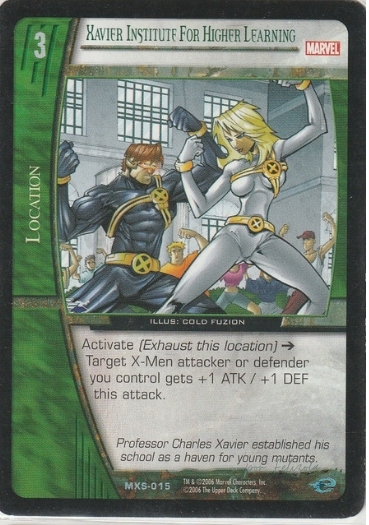 3
XAVIER INSTITUTE FOR HIGHER LEARNING
MARVEL
LOCATION
ILLUS: COLD FUZION
Activate (Exhaust this location) →
Target X-Men attacker or defender
you control gets +1 ATK / +1 DEF
this attack.
Professor Charles Xavier established his
school as a haven for young mutants.
MXS-015
TM & ©2006 Marvel Characters, Inc.
©2006 The Upper Deck Company.